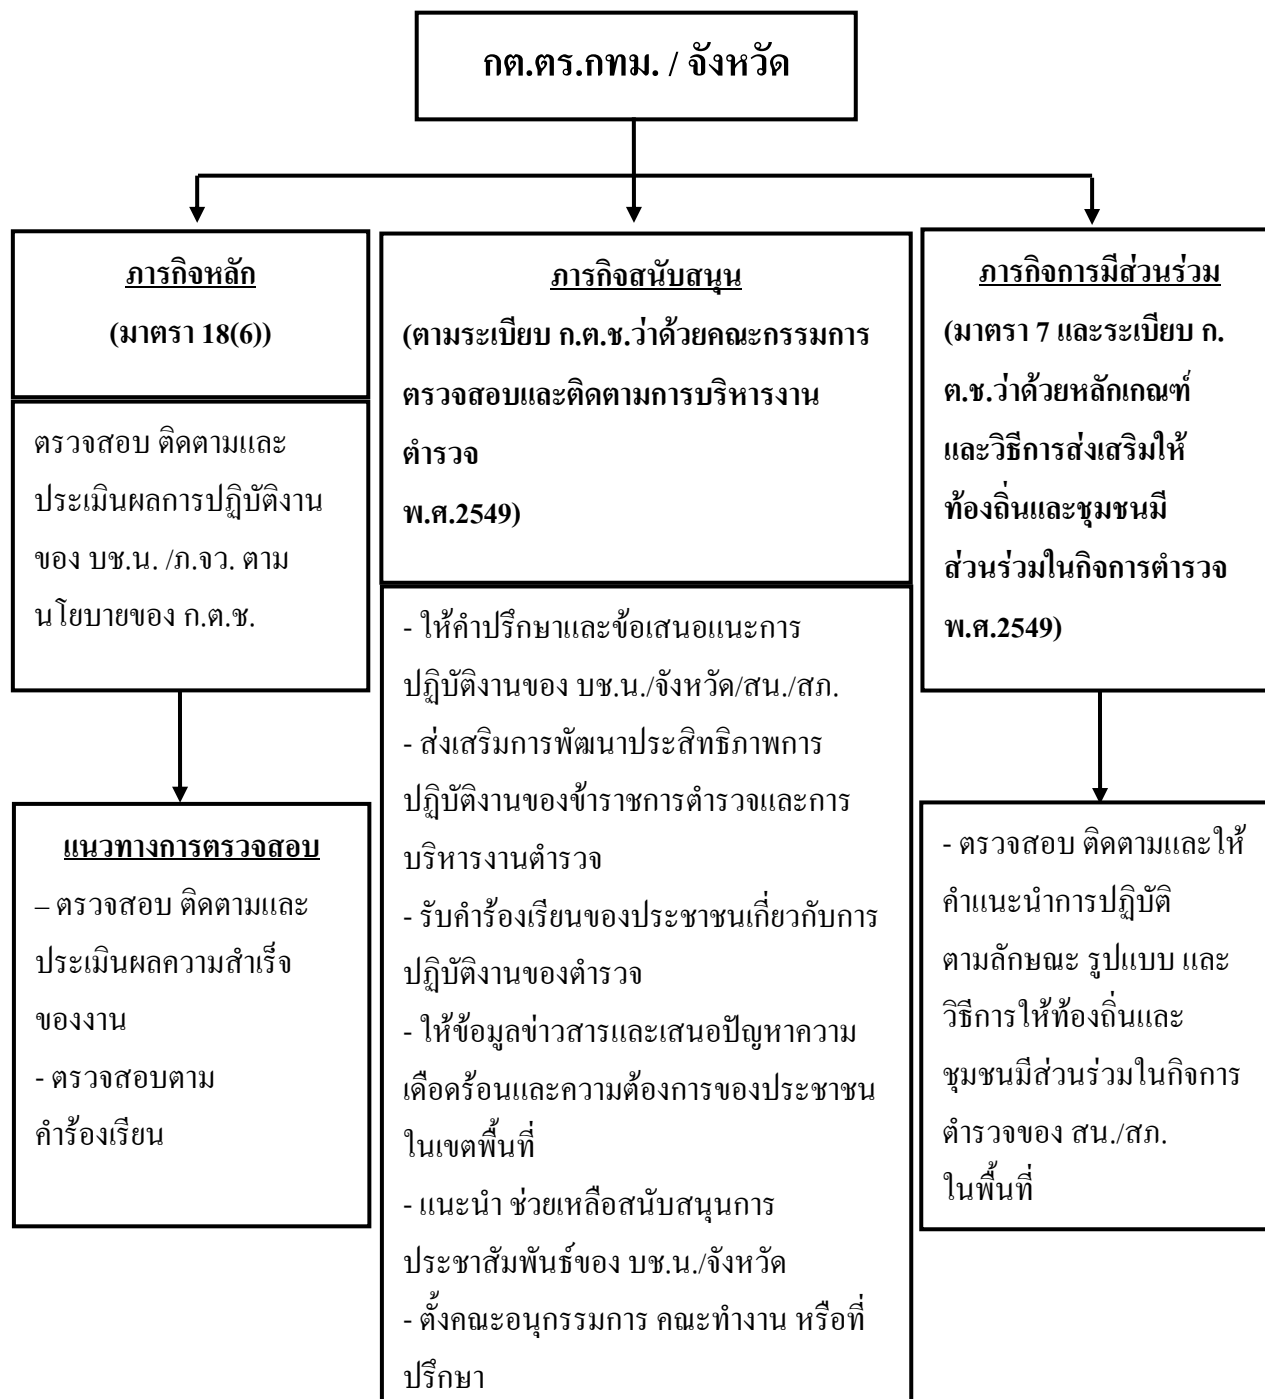 กต.ตร.กทม. / จังหวัด
ภารกิจหลัก
(มาตรา 18(6))
ตรวจสอบ ติดตามและ
ประเมินผลการปฏิบัติงาน
ของ บช.น. /ภ.จว. ตาม
นโยบายของ ก.ต.ช.
แนวทางการตรวจสอบ
– ตรวจสอบ ติดตามและ
ประเมินผลความสำเร็จ
ของงาน
- ตรวจสอบตาม
คำร้องเรียน
ภารกิจสนับสนุน
(ตามระเบียบ ก.ต.ช.ว่าด้วยคณะกรรมการ
ตรวจสอบและติดตามการบริหารงาน
ตำรวจ
พ.ศ.2549)
- ให้คำปรึกษาและข้อเสนอแนะการ
ปฏิบัติงานของ บช.น./จังหวัด/สน./สภ.
- ส่งเสริมการพัฒนาประสิทธิภาพการ
ปฏิบัติงานของข้าราชการตำรวจและการ
บริหารงานตำรวจ
- รับคำร้องเรียนของประชาชนเกี่ยวกับการ
ปฏิบัติงานของตำรวจ
- ให้ข้อมูลข่าวสารและเสนอปัญหาความ
เดือดร้อนและความต้องการของประชาชน
ในเขตพื้นที่
- แนะนำ ช่วยเหลือสนับสนุนการ
ประชาสัมพันธ์ของ บช.น./จังหวัด
- ตั้งคณะอนุกรรมการ คณะทำงาน หรือที่
ปรึกษา
ภารกิจการมีส่วนร่วม
(มาตรา 7 และระเบียบ ก.
ต.ช.ว่าด้วยหลักเกณฑ์
และวิธีการส่งเสริมให้
ท้องถิ่นและชุมชนมี
ส่วนร่วมในกิจการตำรวจ
พ.ศ.2549)
- ตรวจสอบ ติดตามและให้
คำแนะนำการปฏิบัติ
ตามลักษณะ รูปแบบ และ
วิธีการให้ท้องถิ่นและ
ชุมชนมีส่วนร่วมในกิจการ
ตำรวจของ สน./สภ.
ในพื้นที่